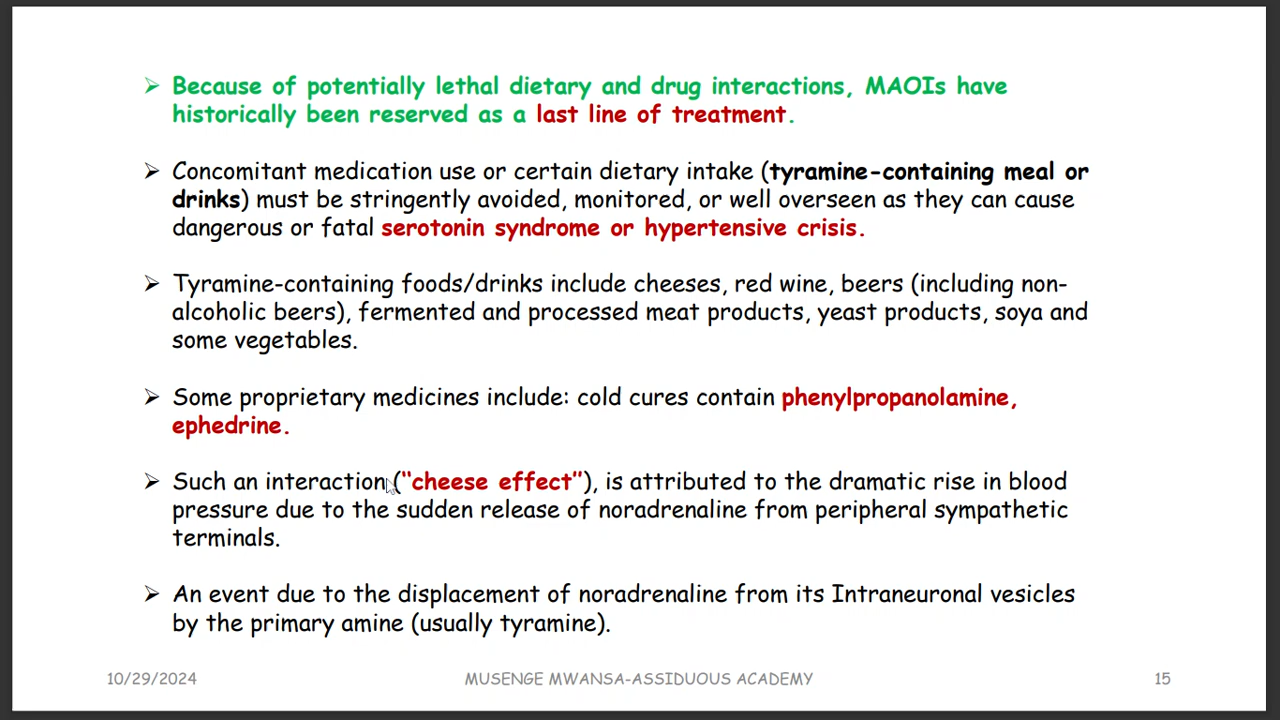 ➢ Because of potentially lethal dietary and drug interactions, MAOIs have
historically been reserved as a last line of treatment.
➢ Concomitant medication use or certain dietary intake (tyramine-containing meal or
drinks) must be stringently avoided, monitored, or well overseen as they can cause
dangerous or fatal serotonin syndrome or hypertensive crisis.
➢ Tyramine-containing foods/drinks include cheeses, red wine, beers (including non-
alcoholic beers), fermented and processed meat products, yeast products, soya and
some vegetables.
➢ Some proprietary medicines include: cold cures contain phenylpropanolamine,
ephedrine.
➢ Such an interaction (“cheese effect”), is attributed to the dramatic rise in blood
pressure due to the sudden release of noradrenaline from peripheral sympathetic
terminals.
➢ An event due to the displacement of noradrenaline from its Intraneuronal vesicles
by the primary amine (usually tyramine).
10/29/2024 MUSENGE MWANSA-ASSIDUOUS ACADEMY 15